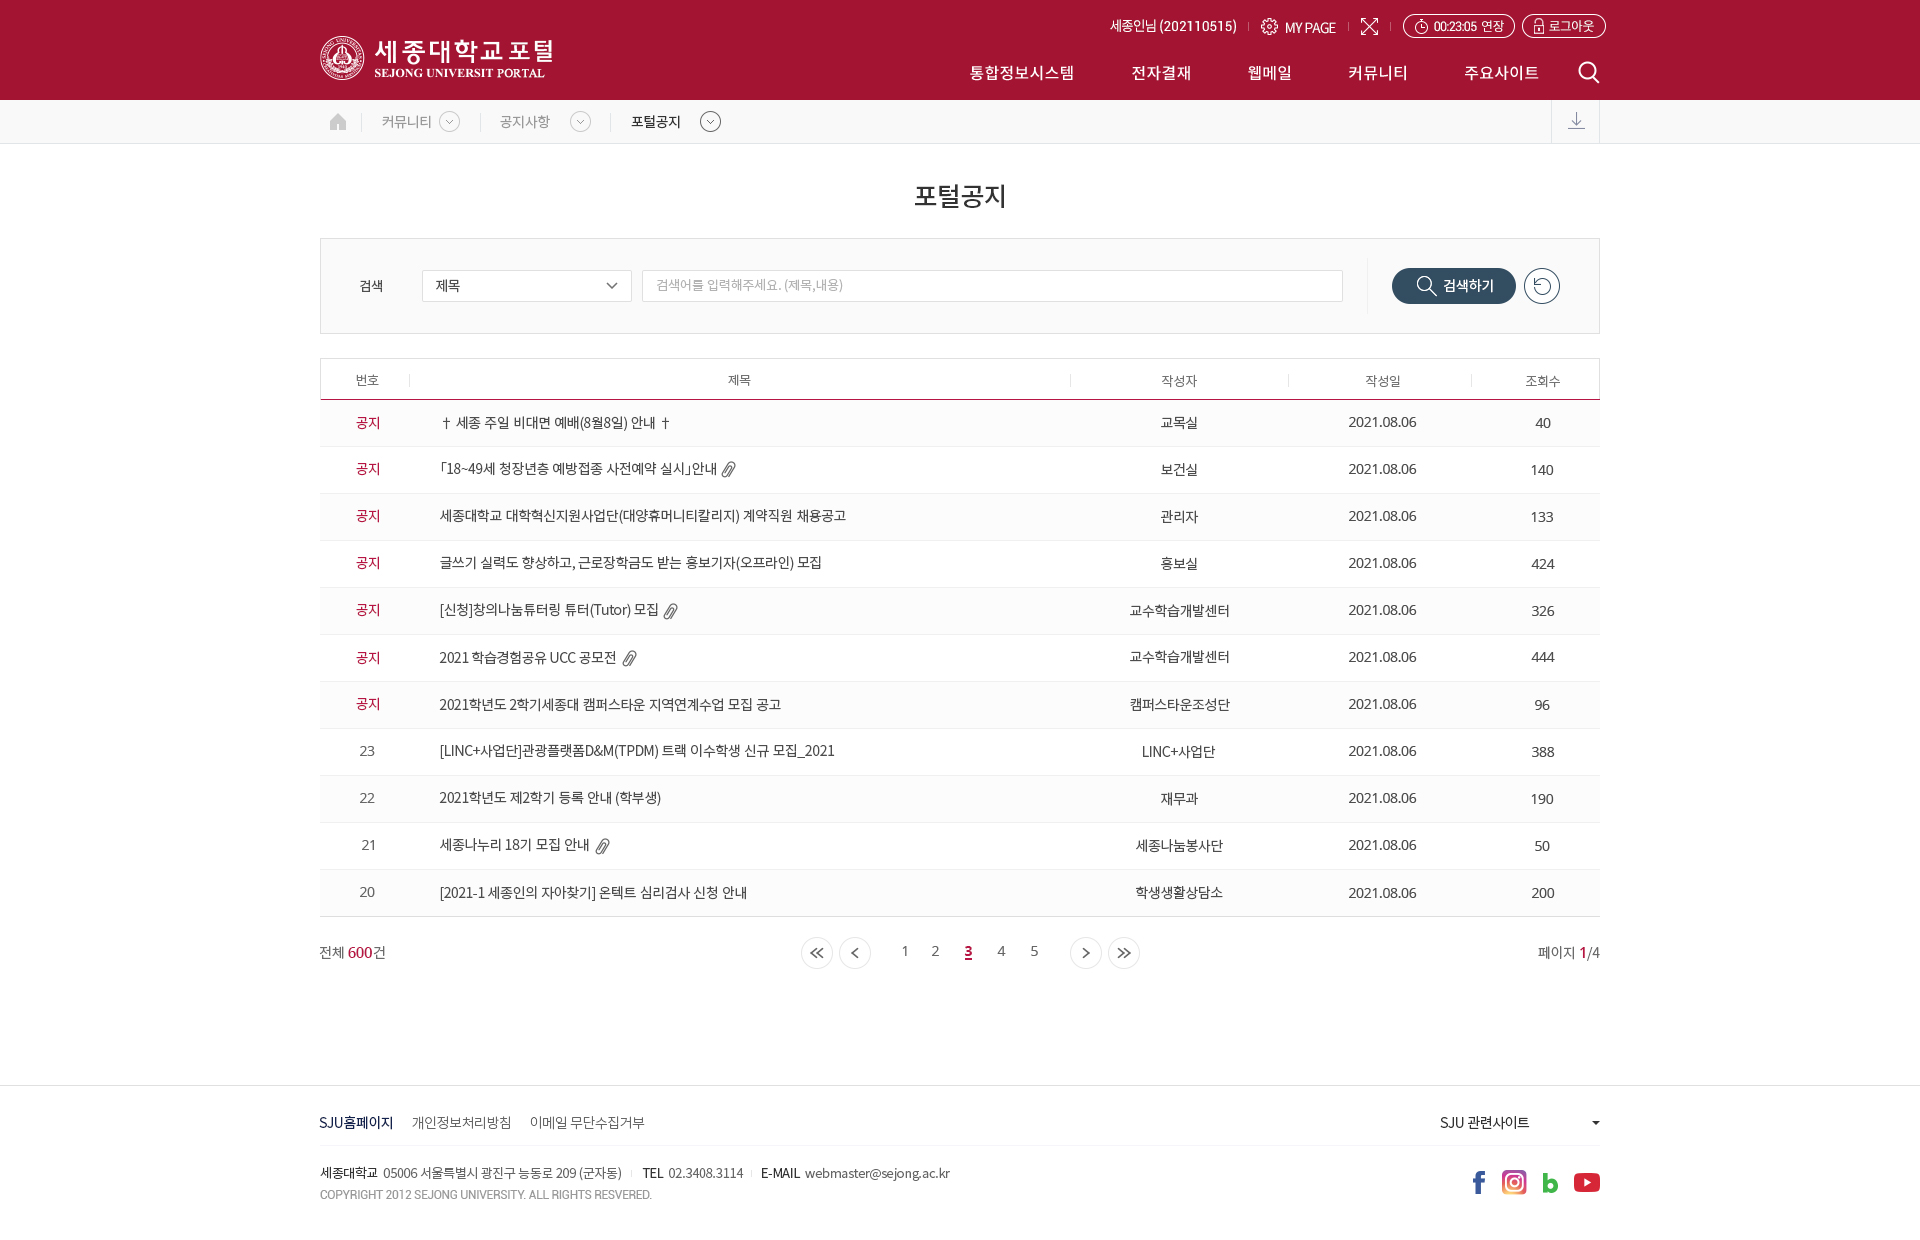 세종인님 (202110515) MY PAGE 00:23:05 연장 로그아웃
세종대학교 포털
SEJONG UNIVERSIT PORTAL
통합정보시스템 전자결재 웹메일 커뮤니티 주요사이트
커뮤니티 공지사항 포털공지
포털공지
검색 제목 검색어를 입력해주세요. (제목,내용) 검색하기
번호 제목 작성자 작성일 조회수
공지 † 세종 주일 비대면 예배(8월8일) 안내 † 교목실 2021.08.06 40
공지 「18~49세 청장년층 예방접종 사전예약 실시」안내 보건실 2021.08.06 140
공지 세종대학교 대학혁신지원사업단(대양휴머니티칼리지) 계약직원 채용공고 관리자 2021.08.06 133
공지 글쓰기 실력도 향상하고, 근로장학금도 받는 홍보기자(오프라인) 모집 홍보실 2021.08.06 424
공지 [신청]창의나눔튜터링 튜터(Tutor) 모집 교수학습개발센터 2021.08.06 326
공지 2021 학습경험공유 UCC 공모전 교수학습개발센터 2021.08.06 444
공지 2021학년도 2학기세종대 캠퍼스타운 지역연계수업 모집 공고 캠퍼스타운조성단 2021.08.06 96
23 [LINC+사업단]관광플랫폼D&M(TPDM) 트랙 이수학생 신규 모집_2021 LINC+사업단 2021.08.06 388
22 2021학년도 제2학기 등록 안내 (학부생) 재무과 2021.08.06 190
21 세종나누리 18기 모집 안내 세종나눔봉사단 2021.08.06 50
20 [2021-1 세종인의 자아찾기] 온텍트 심리검사 신청 안내 학생생활상담소 2021.08.06 200
전체 600건 1 2 3 4 5 페이지 1/4
SJU홈페이지 개인정보처리방침 이메일 무단수집거부 SJU 관련사이트
세종대학교 05006 서울특별시 광진구 능동로 209 (군자동) TEL 02.3408.3114 E-MAIL webmaster@sejong.ac.kr
COPYRIGHT 2012 SEJONG UNIVERSITY. ALL RIGHTS RESVERED.